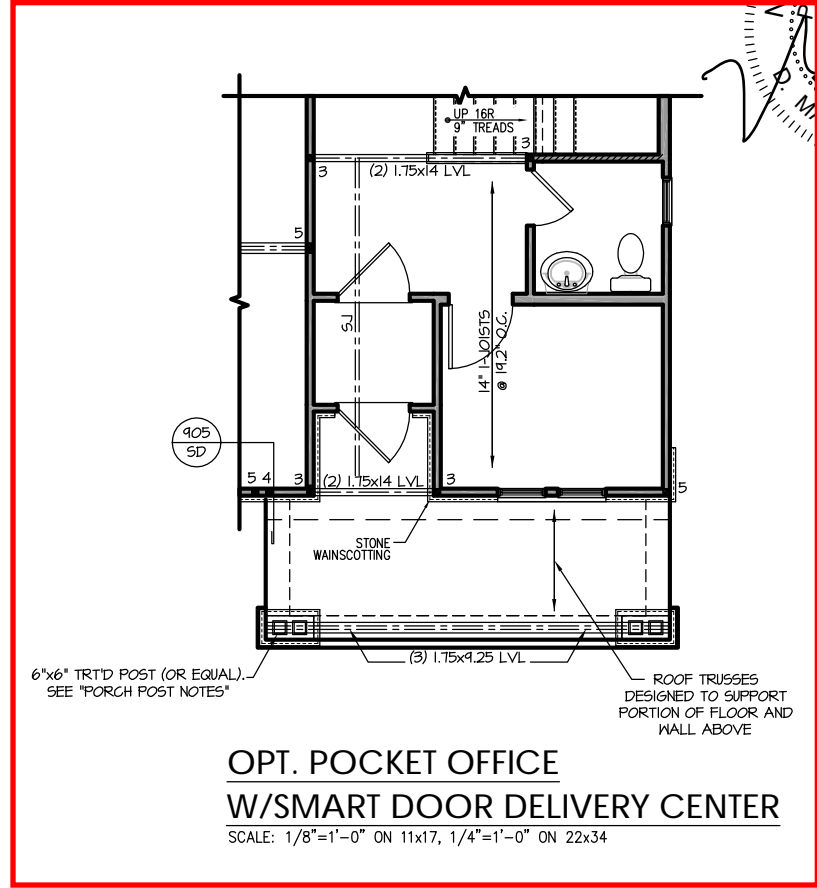 D. MA
UP 16R
9" TREADS
3
3
(2) 1.75x14 LVL
5
SJ
14" I-JOISTS
@ 19.2" O.C.
905
SD
5 4
3
(2) 1.75x14 LVL
3
5
STONE
WAINSCOTTING
(3) 1.75x9.25 LVL
6"x6" TRT'D POST (OR EQUAL).
SEE "PORCH POST NOTES"
ROOF TRUSSES
DESIGNED TO SUPPORT
PORTION OF FLOOR AND
WALL ABOVE
OPT. POCKET OFFICE
W/SMART DOOR DELIVERY CENTER
SCALE: 1/8"=1'-0" ON 11x17, 1/4"=1'-0" ON 22x34